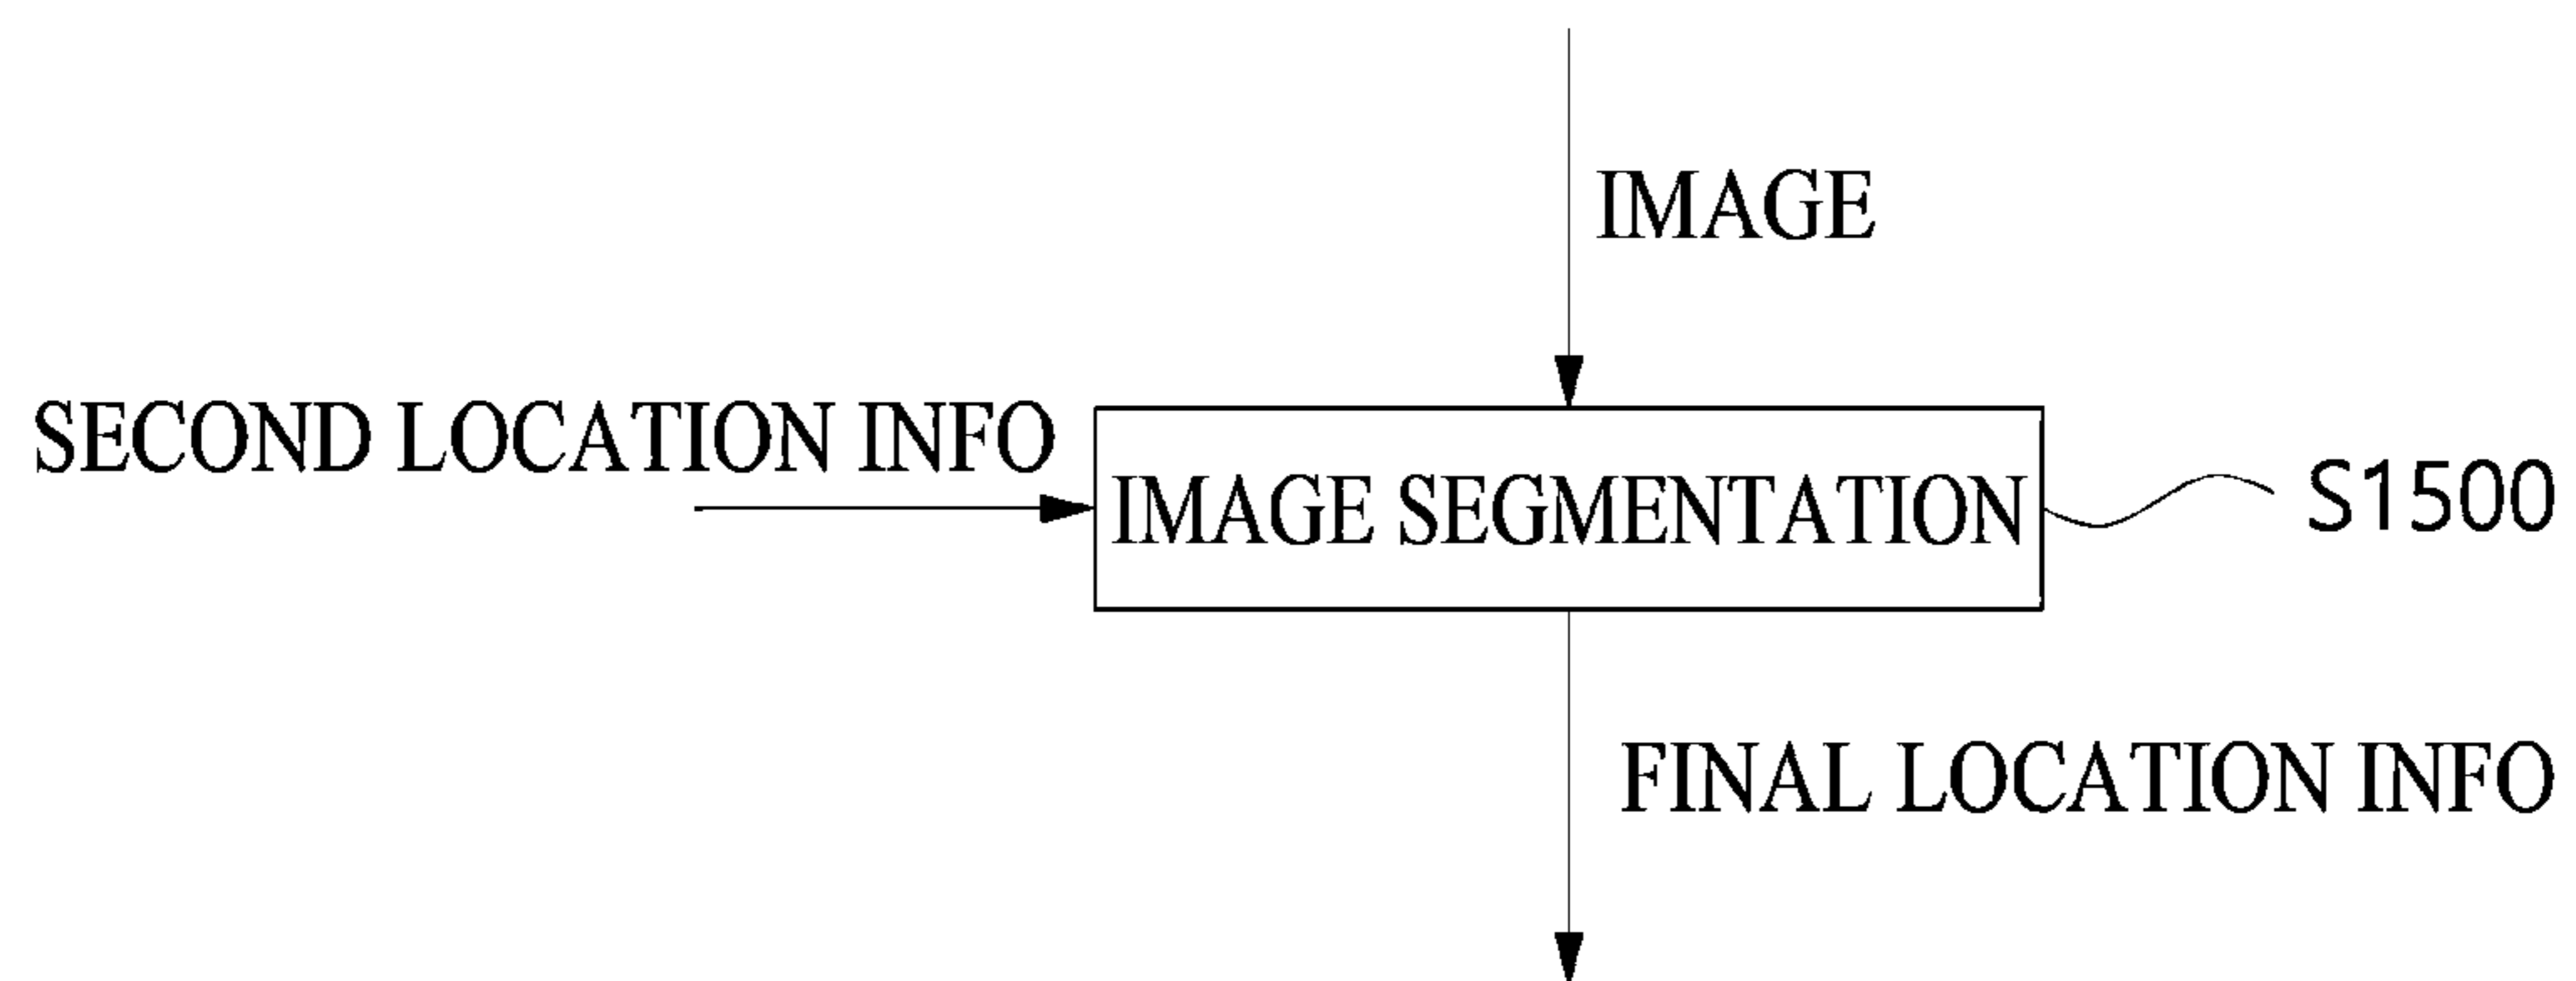 IMAGE
SECOND LOCATION INFO
IMAGE SEGMENTATION
S1500
FINAL LOCATION INFO